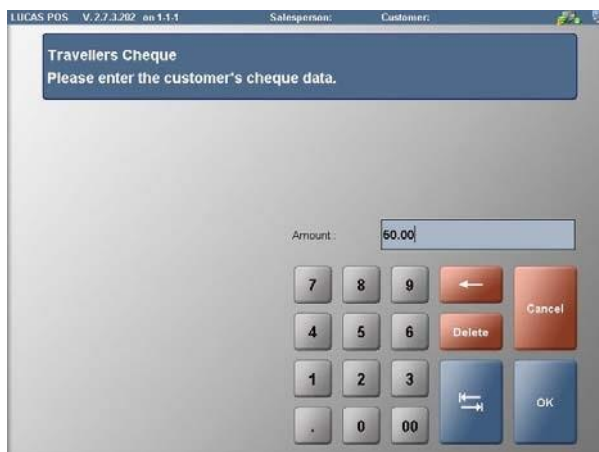 LUCAS POS V. 2.7.3.202 on 1-1-1 Salesperson: Customer:
Travellers Cheque
Please enter the customer's cheque data.
Amount : 60.00
7 8 9
Cancel
4 5 6 Delete
1 2 3
OK
. 0 00